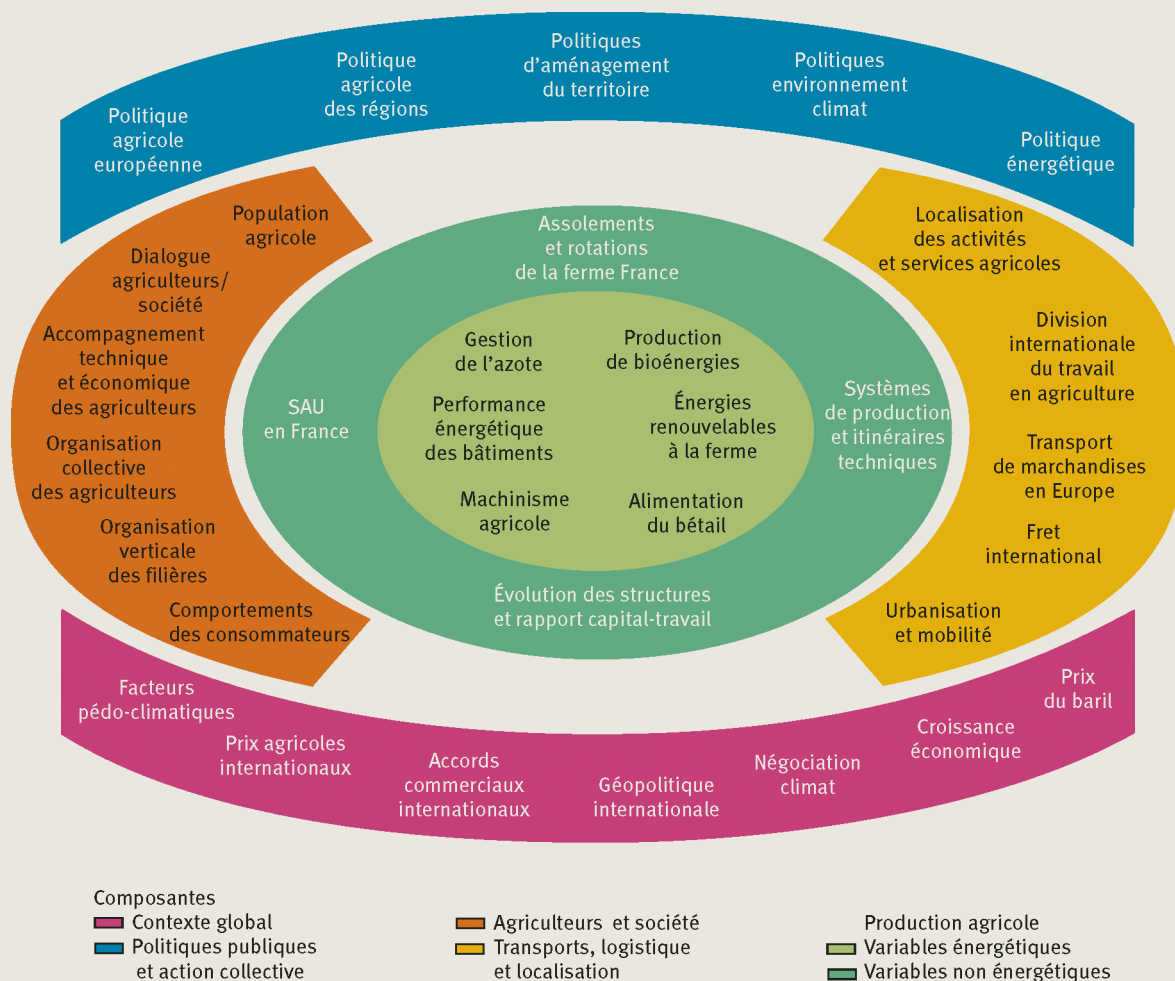 Politique
agricole
européenne
Politique
agricole
des régions
Politiques
d'aménagement
du territoire
Politiques
environnement
climat
Politique
énergétique
Population
agricole
Dialogue
agriculteurs/
société
Accompagnement
technique
et économique
des agriculteurs
Organisation
collective
des agriculteurs
Organisation
verticale
des filières
Comportements
des consommateurs
Assolements
et rotations
de la ferme France
SAU
en France
Gestion
de l'azote
Production
de bioénergies
Performance
énergétique
des bâtiments
Énergies
renouvelables
à la ferme
Machinisme
agricole
Alimentation
du bétail
Systèmes
de production
et itinéraires
techniques
Évolution des structures
et rapport capital-travail
Localisation
des activités
et services agricoles
Division
internationale
du travail
en agriculture
Transport
de marchandises
en Europe
Fret
international
Urbanisation
et mobilité
Facteurs
pédo-climatiques
Prix agricoles
internationaux
Accords
commerciaux
internationaux
Géopolitique
internationale
Négociation
climat
Croissance
économique
Prix
du baril
Composantes
Contexte global
Politiques publiques
et action collective
Agriculteurs et société
Transports, logistique
et localisation
Production agricole
Variables énergétiques
Variables non énergétiques